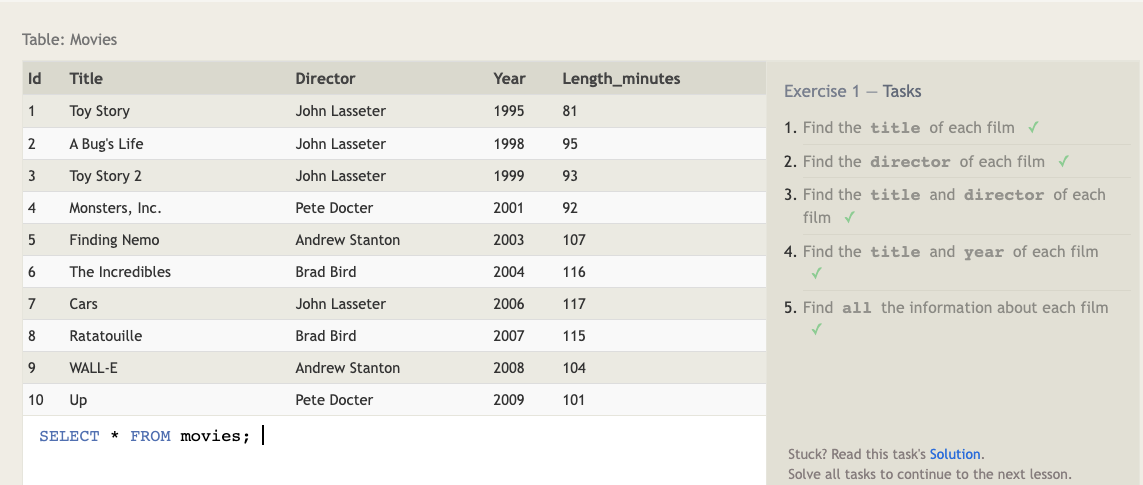 Table: Movies
Id Title Director Year Length_minutes
1 Toy Story John Lasseter 1995 81
2 A Bug's Life John Lasseter 1998 95
3 Toy Story 2 John Lasseter 1999 93
4 Monsters, Inc. Pete Docter 2001 92
5 Finding Nemo Andrew Stanton 2003 107
6 The Incredibles Brad Bird 2004 116
7 Cars John Lasseter 2006 117
8 Ratatouille Brad Bird 2007 115
9 WALL-E Andrew Stanton 2008 104
10 Up Pete Docter 2009 101
SELECT * FROM movies;
Exercise 1 — Tasks
1. Find the title of each film ✓
2. Find the director of each film ✓
3. Find the title and director of each
film ✓
4. Find the title and year of each film
✓
5. Find all the information about each film
✓
Stuck? Read this task's Solution.
Solve all tasks to continue to the next lesson.